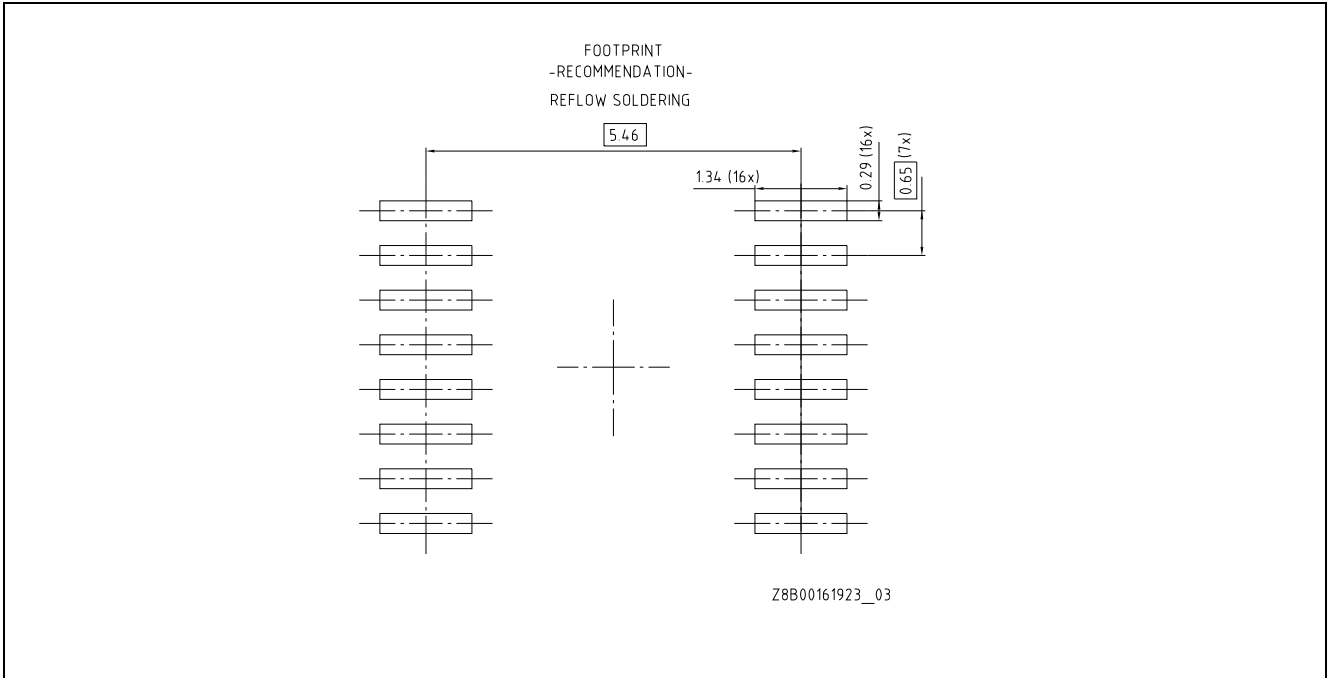 FOOTPRINT
-RECOMMENDATION-
REFLOW SOLDERING
5.46
1.34 (16x)
0.29 (16x)
0.65 (7x)
Z8B00161923_03